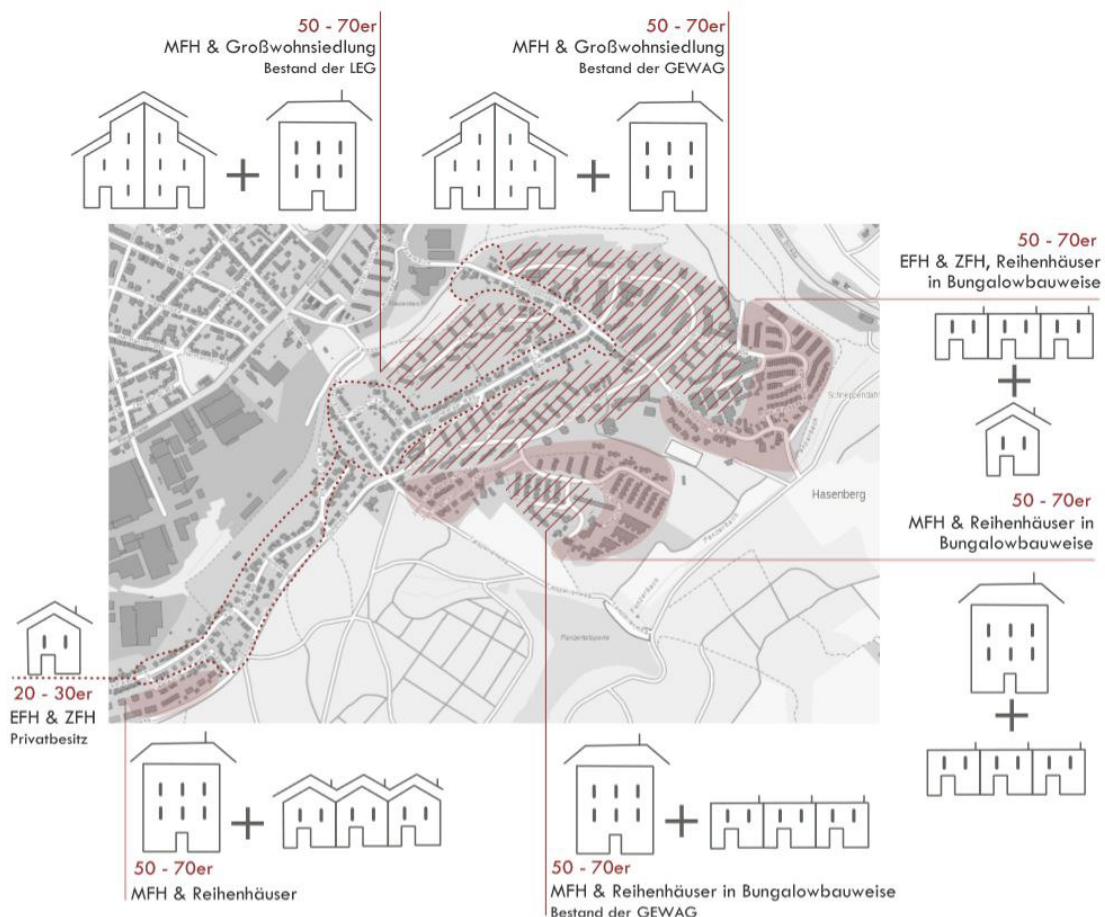 50 - 70er
MFH & Großwohnsiedlung
Bestand der LEG
50 - 70er
MFH & Großwohnsiedlung
Bestand der GEWAG
50 - 70er
EFH & ZFH, Reihenhäuser
in Bungalowbauweise
Hasenberg
50 - 70er
MFH & Reihenhäuser in
Bungalowbauweise
Panzerbach
Panzertalsperre
20 - 30er
EFH & ZFH
Privatbesitz
50 - 70er
MFH & Reihenhäuser
50 - 70er
MFH & Reihenhäuser in Bungalowbauweise
Bestand der GEWAG